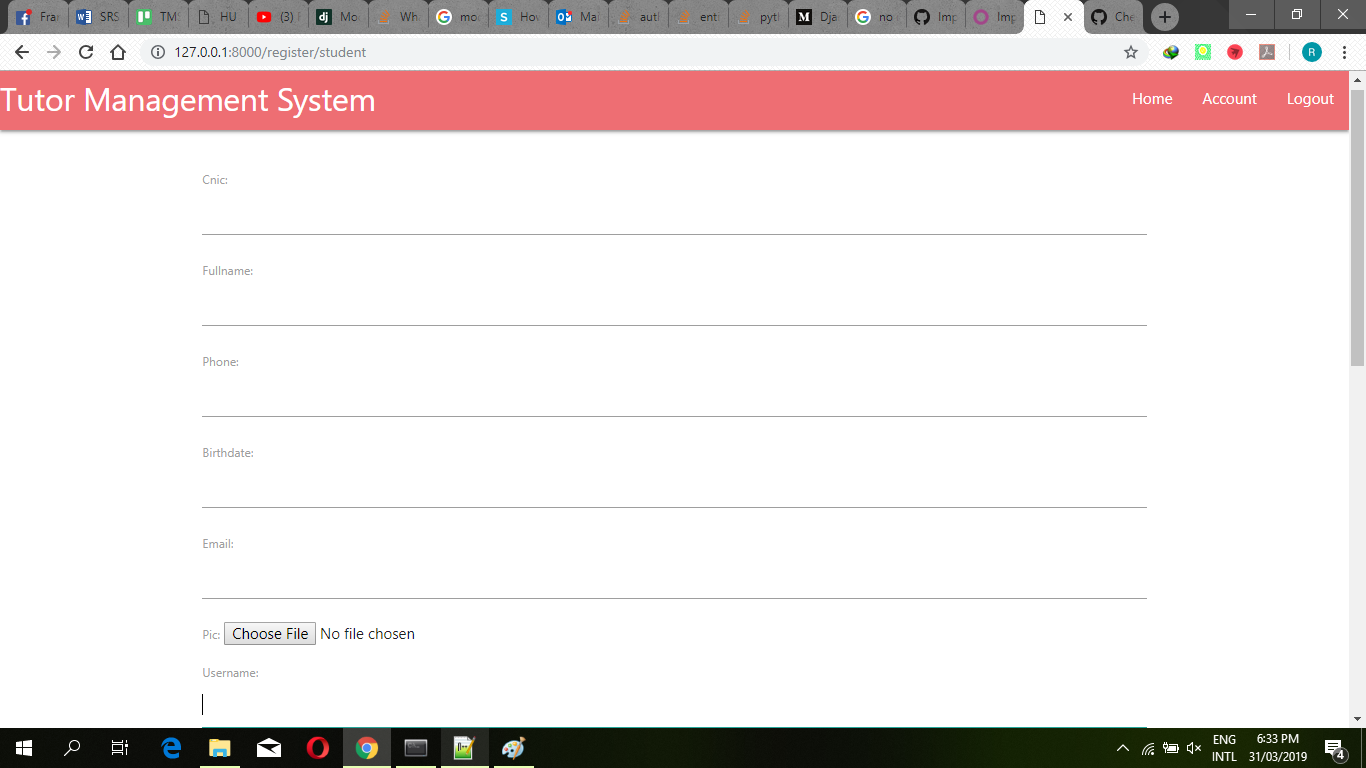 Fra SRS TM HU (3) Mo Wh mo Hov Ma auth ent pyt Dja no Imp Imp Che
127.0.0.1:8000/register/student R
Tutor Management System Home Account Logout
Cnic:
Fullname:
Phone:
Birthdate:
Email:
Pic: Choose File No file chosen
Username:
ENG 6:33 PM
INTL 31/03/2019 4